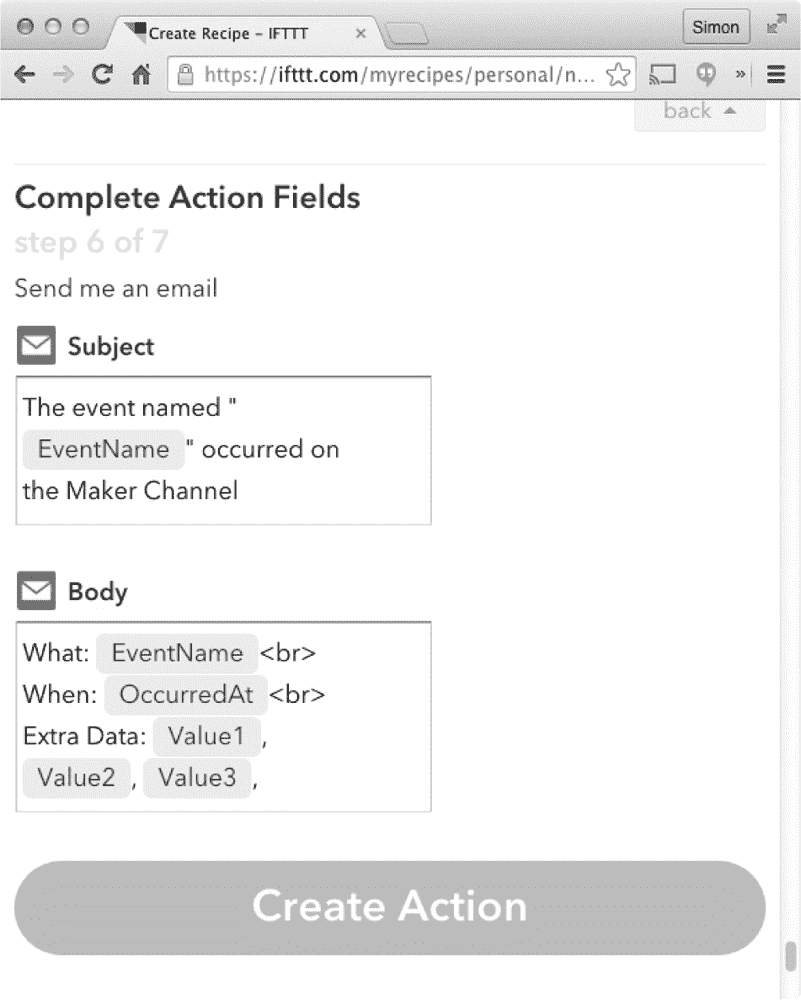 Create Recipe – IFTTT
Simon
https://ifttt.com/myrecipes/personal/n...
»
back
Complete Action Fields
step 6 of 7
Send me an email
Subject
The event named "
EventName " occurred on
the Maker Channel
Body
What: EventName <br>
When: OccurredAt <br>
Extra Data: Value1 ,
Value2 , Value3 ,
Create Action